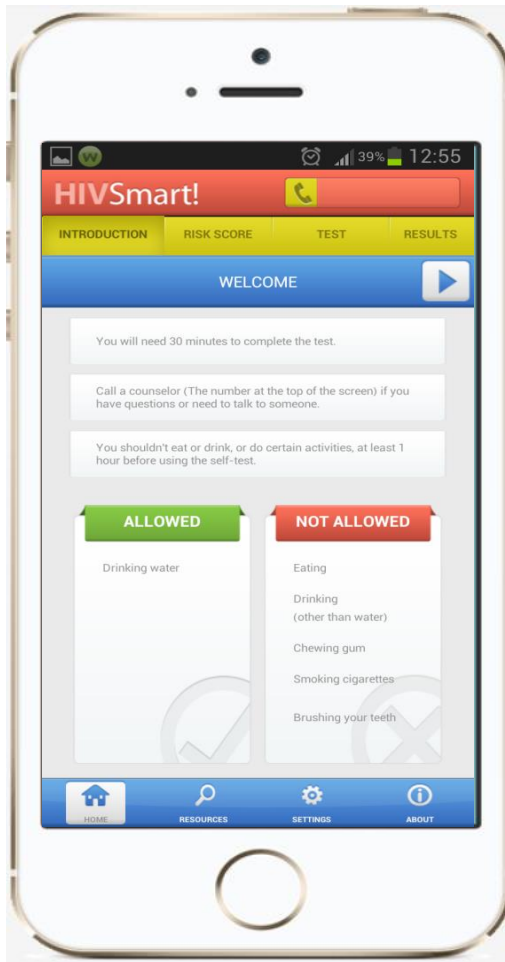 39% 12:55
HIVSmart!
INTRODUCTION RISK SCORE TEST RESULTS
WELCOME
You will need 30 minutes to complete the test.
Call a counselor (The number at the top of the screen) if you
have questions or need to talk to someone.
You shouldn't eat or drink, or do certain activities, at least 1
hour before using the self-test.
ALLOWED
Drinking water
NOT ALLOWED
Eating
Drinking
(other than water)
Chewing gum
Smoking cigarettes
Brushing your teeth
HOME RESOURCES SETTINGS ABOUT